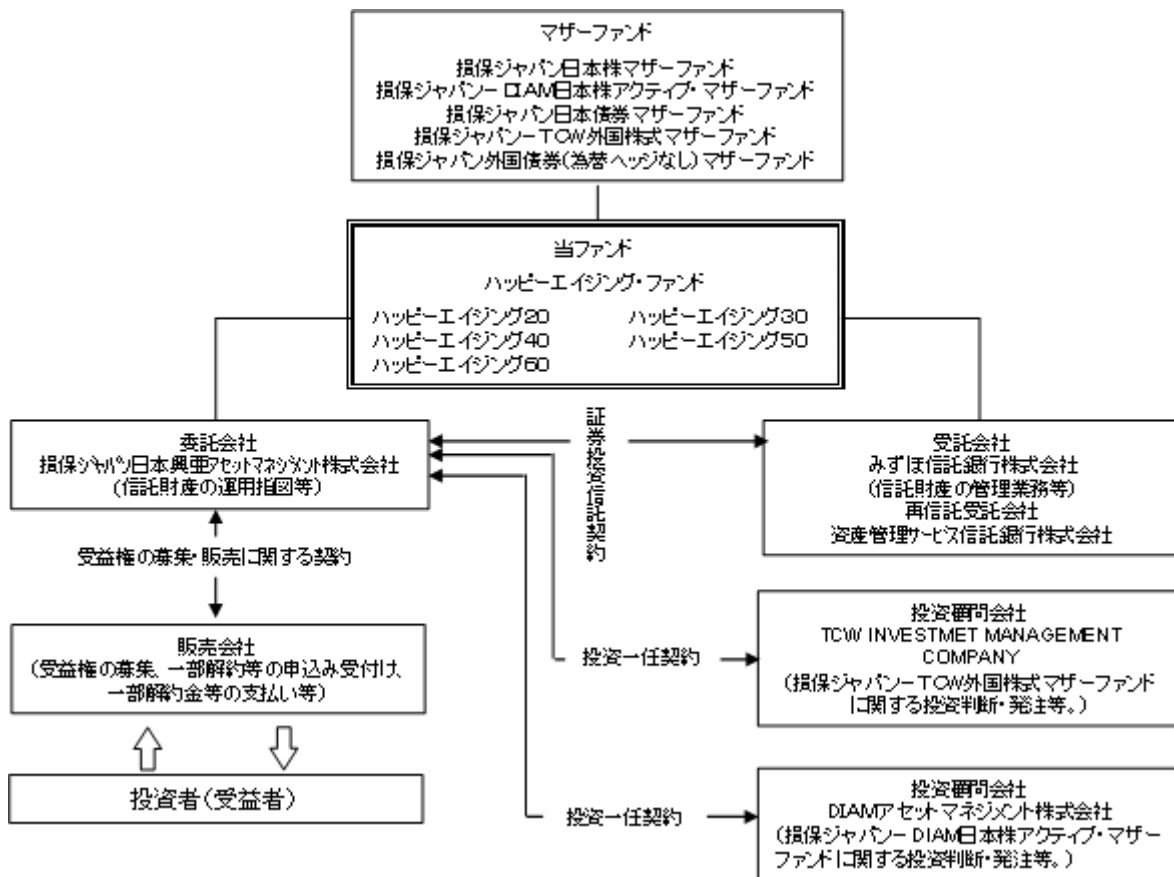 マザーファンド
損保ジャパン日本株マザーファンド
損保ジャパン－DIAM日本株アクティブ・マザーファンド
損保ジャパン日本債券マザーファンド
損保ジャパン－TCW外国株式マザーファンド
損保ジャパン外国債券(為替ヘッジなし)マザーファンド
当ファンド
ハッピーエイジング・ファンド
ハッピーエイジング20 ハッピーエイジング30
ハッピーエイジング40 ハッピーエイジング50
ハッピーエイジング60
委託会社
損保ジャパン日本興亜アセットマネジメント株式会社
(信託財産の運用指図等)
証券投資信託契約
受託会社
みずほ信託銀行株式会社
(信託財産の管理業務等)
再信託受託会社
資産管理サービス信託銀行株式会社
受益権の募集・販売に関する契約
販売会社
(受益権の募集、一部解約等の申込み受付け、
一部解約金等の支払い等)
投資者(受益者)
投資一任契約
投資顧問会社
TCW INVESTMET MANAGEMENT
COMPANY
(損保ジャパン－TCW外国株式マザーファンド
に関する投資判断・発注等。)
投資一任契約
投資顧問会社
DIAMアセットマネジメント株式会社
(損保ジャパン－DIAM日本株アクティブ・マザー
ファンドに関する投資判断・発注等。)